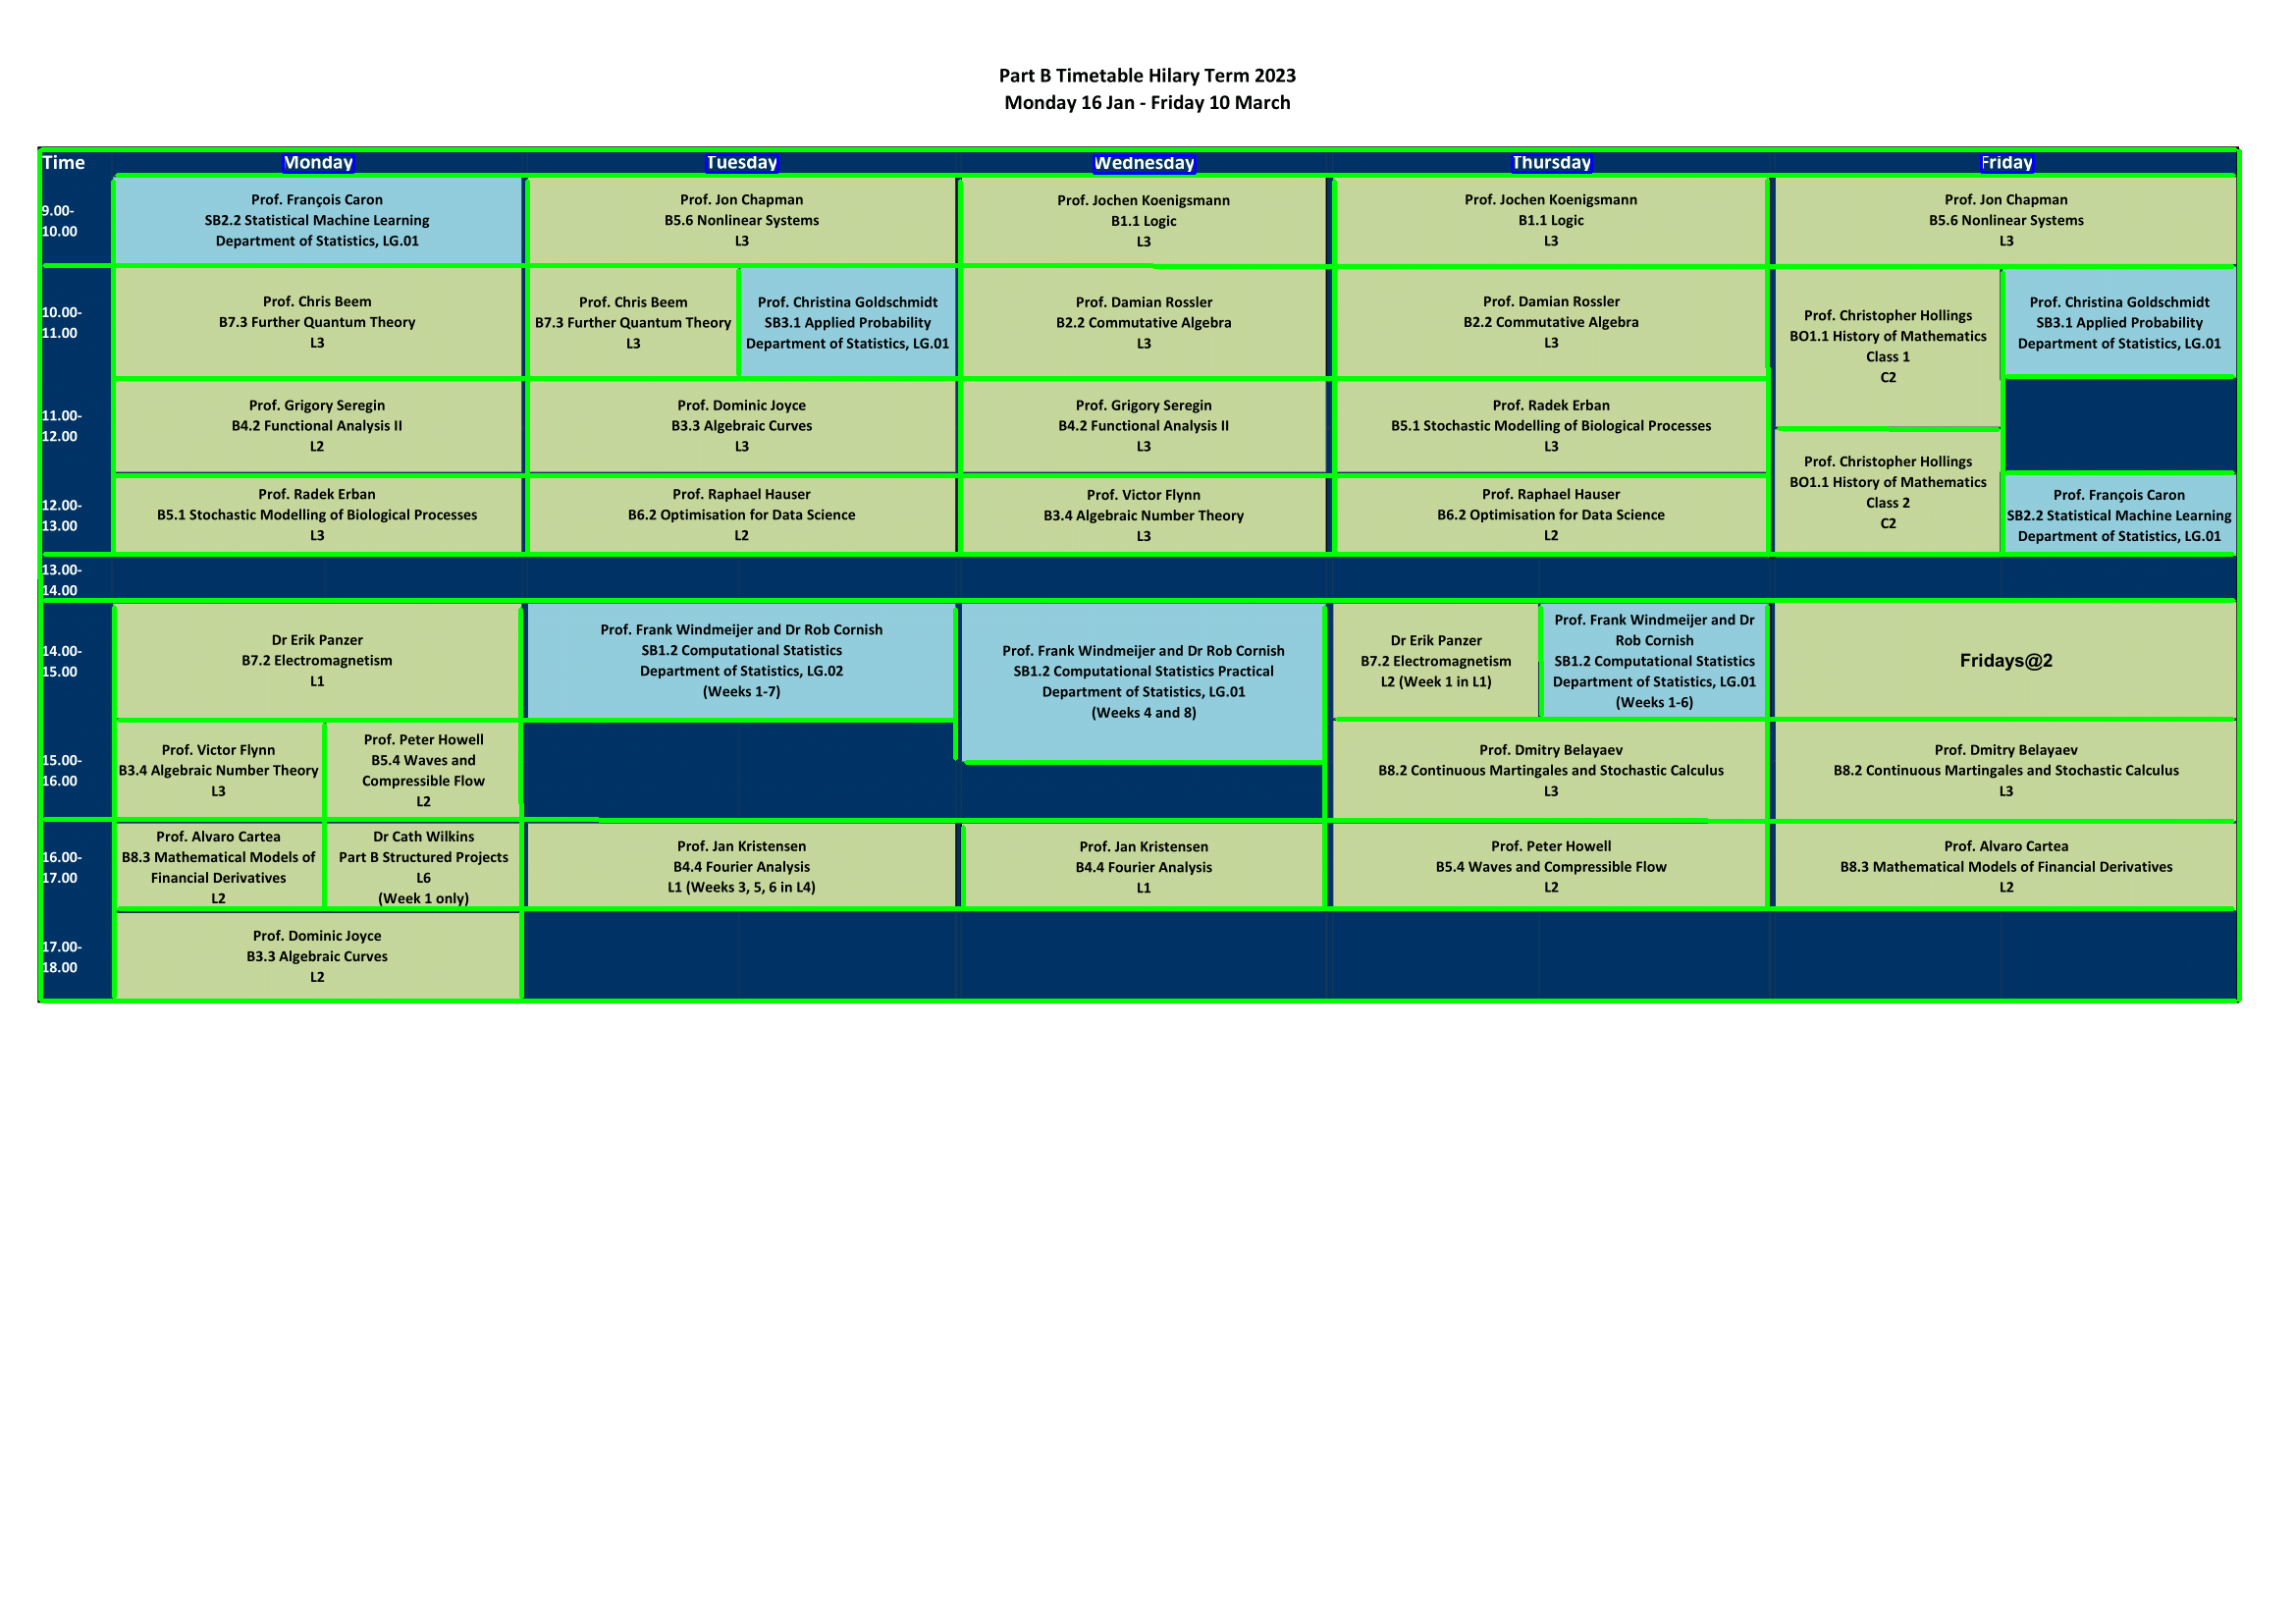 Part B Timetable Hilary Term 2023
Monday 16 Jan - Friday 10 March
Time
Monday
Tuesday
Wednesday
Thursday
Friday
9.00-
10.00
Prof. François Caron
SB2.2 Statistical Machine Learning
Department of Statistics, LG.01
Prof. Jon Chapman
B5.6 Nonlinear Systems
L3
Prof. Jochen Koenigsmann
B1.1 Logic
L3
Prof. Jochen Koenigsmann
B1.1 Logic
L3
Prof. Jon Chapman
B5.6 Nonlinear Systems
L3
10.00-
11.00
Prof. Chris Beem
B7.3 Further Quantum Theory
L3
Prof. Chris Beem
B7.3 Further Quantum Theory
L3
Prof. Christina Goldschmidt
SB3.1 Applied Probability
Department of Statistics, LG.01
Prof. Damian Rossler
B2.2 Commutative Algebra
L3
Prof. Damian Rossler
B2.2 Commutative Algebra
L3
Prof. Christopher Hollings
BO1.1 History of Mathematics
Class 1
C2
Prof. Christina Goldschmidt
SB3.1 Applied Probability
Department of Statistics, LG.01
11.00-
12.00
Prof. Grigory Seregin
B4.2 Functional Analysis II
L2
Prof. Dominic Joyce
B3.3 Algebraic Curves
L3
Prof. Grigory Seregin
B4.2 Functional Analysis II
L3
Prof. Radek Erban
B5.1 Stochastic Modelling of Biological Processes
L3
Prof. Christopher Hollings
BO1.1 History of Mathematics
Class 2
C2
12.00-
13.00
Prof. Radek Erban
B5.1 Stochastic Modelling of Biological Processes
L3
Prof. Raphael Hauser
B6.2 Optimisation for Data Science
L2
Prof. Victor Flynn
B3.4 Algebraic Number Theory
L3
Prof. Raphael Hauser
B6.2 Optimisation for Data Science
L2
Prof. François Caron
SB2.2 Statistical Machine Learning
Department of Statistics, LG.01
13.00-
14.00
14.00-
15.00
Dr Erik Panzer
B7.2 Electromagnetism
L1
Prof. Frank Windmeijer and Dr Rob Cornish
SB1.2 Computational Statistics
Department of Statistics, LG.02
(Weeks 1-7)
Prof. Frank Windmeijer and Dr Rob Cornish
SB1.2 Computational Statistics Practical
Department of Statistics, LG.01
(Weeks 4 and 8)
Dr Erik Panzer
B7.2 Electromagnetism
L2 (Week 1 in L1)
Prof. Frank Windmeijer and Dr
Rob Cornish
SB1.2 Computational Statistics
Department of Statistics, LG.01
(Weeks 1-6)
Fridays@2
15.00-
16.00
Prof. Victor Flynn
B3.4 Algebraic Number Theory
L3
Prof. Peter Howell
B5.4 Waves and
Compressible Flow
L2
Prof. Dmitry Belayaev
B8.2 Continuous Martingales and Stochastic Calculus
L3
Prof. Dmitry Belayaev
B8.2 Continuous Martingales and Stochastic Calculus
L3
16.00-
17.00
Prof. Alvaro Cartea
B8.3 Mathematical Models of
Financial Derivatives
L2
Dr Cath Wilkins
Part B Structured Projects
L6
(Week 1 only)
Prof. Jan Kristensen
B4.4 Fourier Analysis
L1 (Weeks 3, 5, 6 in L4)
Prof. Jan Kristensen
B4.4 Fourier Analysis
L1
Prof. Peter Howell
B5.4 Waves and Compressible Flow
L2
Prof. Alvaro Cartea
B8.3 Mathematical Models of Financial Derivatives
L2
17.00-
18.00
Prof. Dominic Joyce
B3.3 Algebraic Curves
L2